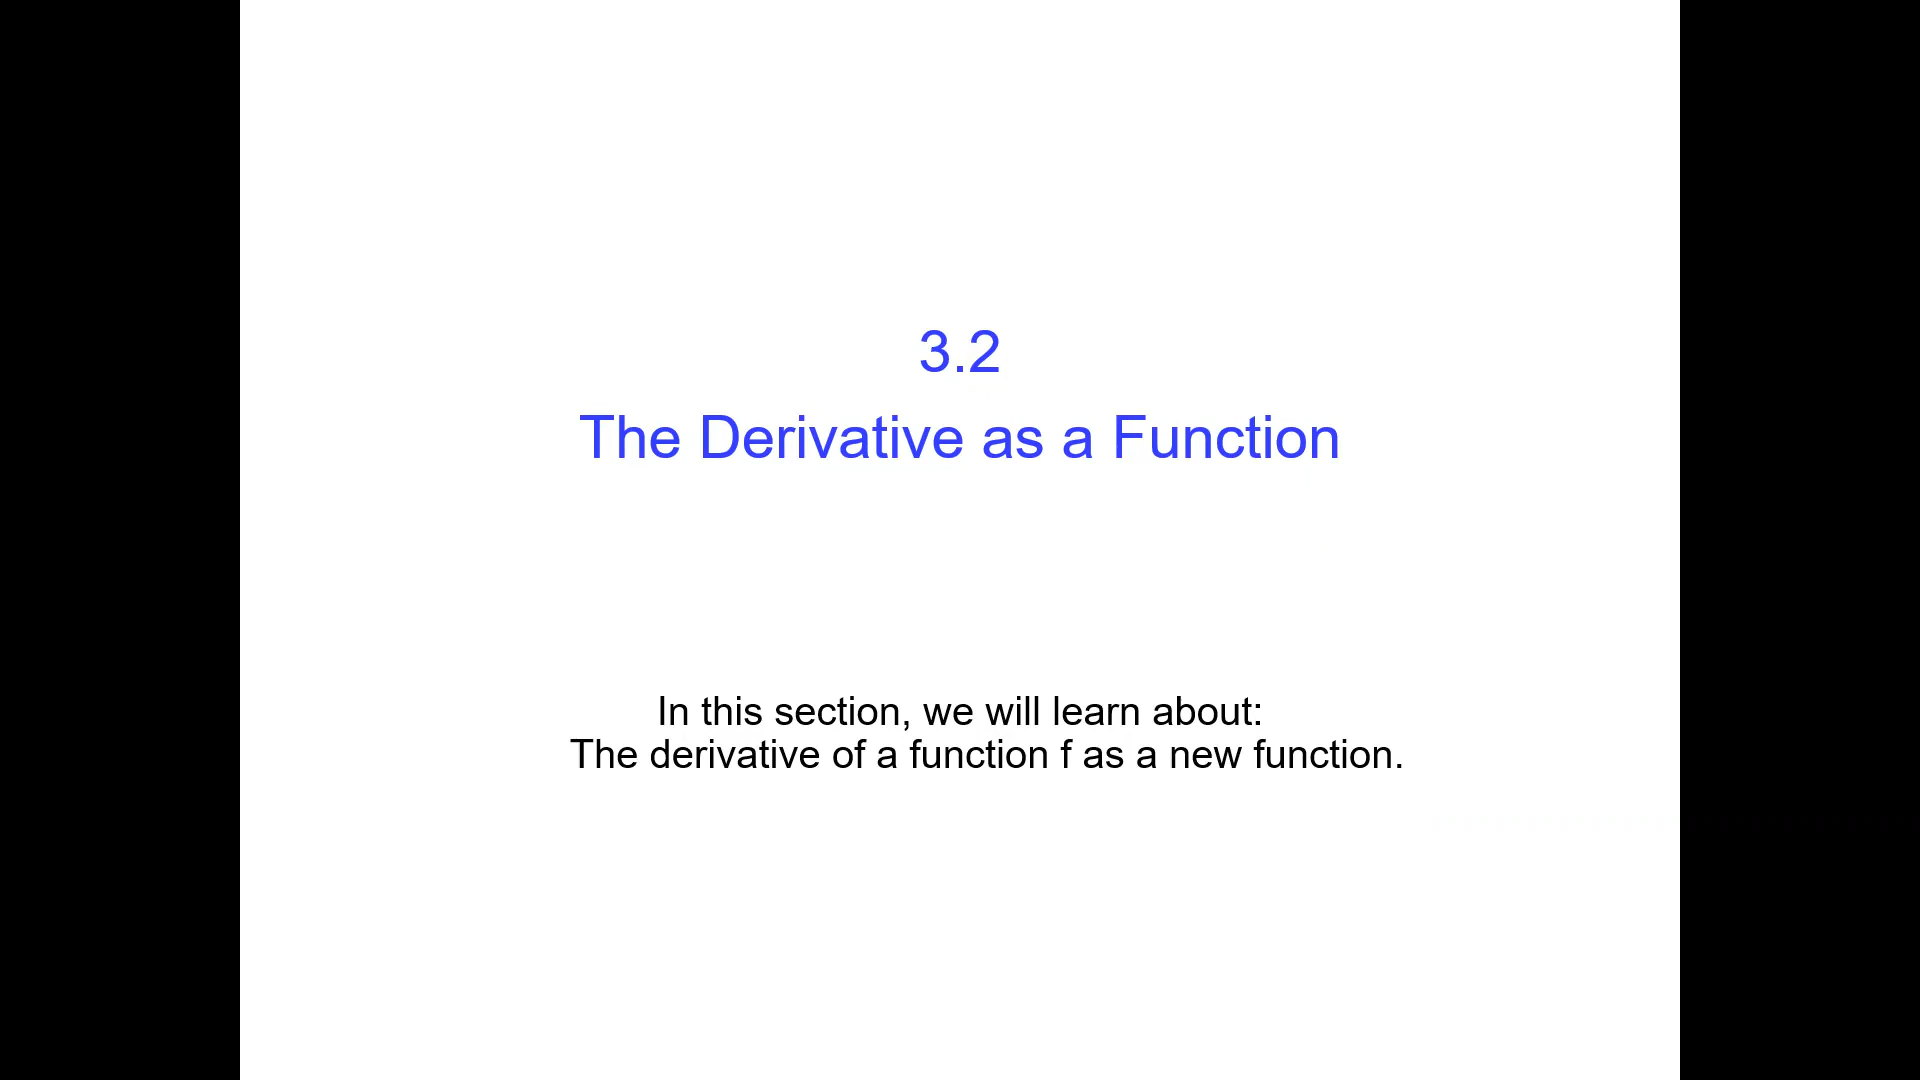 3.2
The Derivative as a Function
In this section, we will learn about:
The derivative of a function f as a new function.